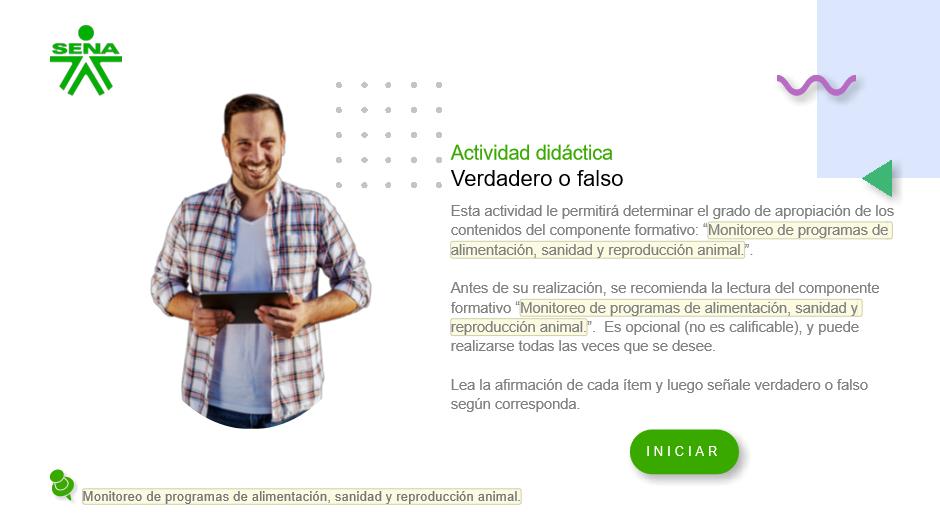 SENA
Actividad didáctica
Verdadero o falso
Esta actividad le permitirá determinar el grado de apropiación de los
contenidos del componente formativo: “Monitoreo de programas de
alimentación, sanidad y reproducción animal.”.
Antes de su realización, se recomienda la lectura del componente
formativo “Monitoreo de programas de alimentación, sanidad y
reproducción animal.”. Es opcional (no es calificable), y puede
realizarse todas las veces que se desee.
Lea la afirmación de cada ítem y luego señale verdadero o falso
según corresponda.
INICIAR
Monitoreo de programas de alimentación, sanidad y reproducción animal.